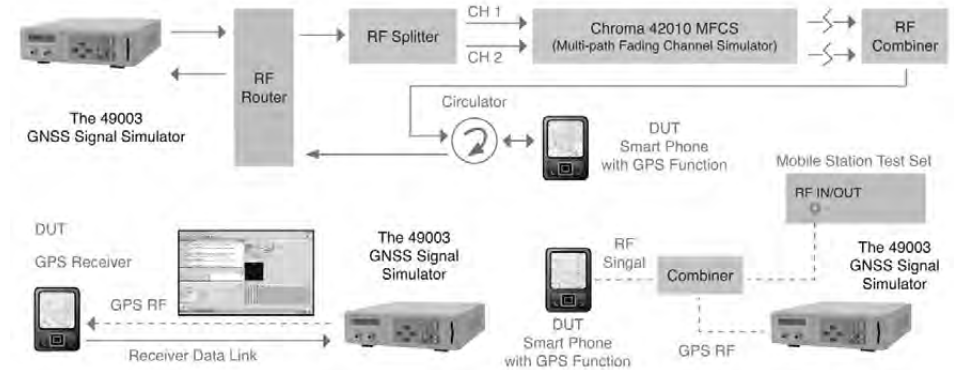 The 49003
GNSS Signal Simulator
RF
Router
RF Splitter
CH 1
CH 2
Chroma 42010 MFCS
(Multi-path Fading Channel Simulator)
RF
Combiner
Circulator
DUT
Smart Phone
with GPS Function
DUT
GPS Receiver
GPS RF
Receiver Data Link
The 49003
GNSS Signal
Simulator
DUT
Smart Phone
with GPS Function
RF
Singal
Combiner
GPS RF
Mobile Station Test Set
RF IN/OUT
The 49003
GNSS Signal
Simulator